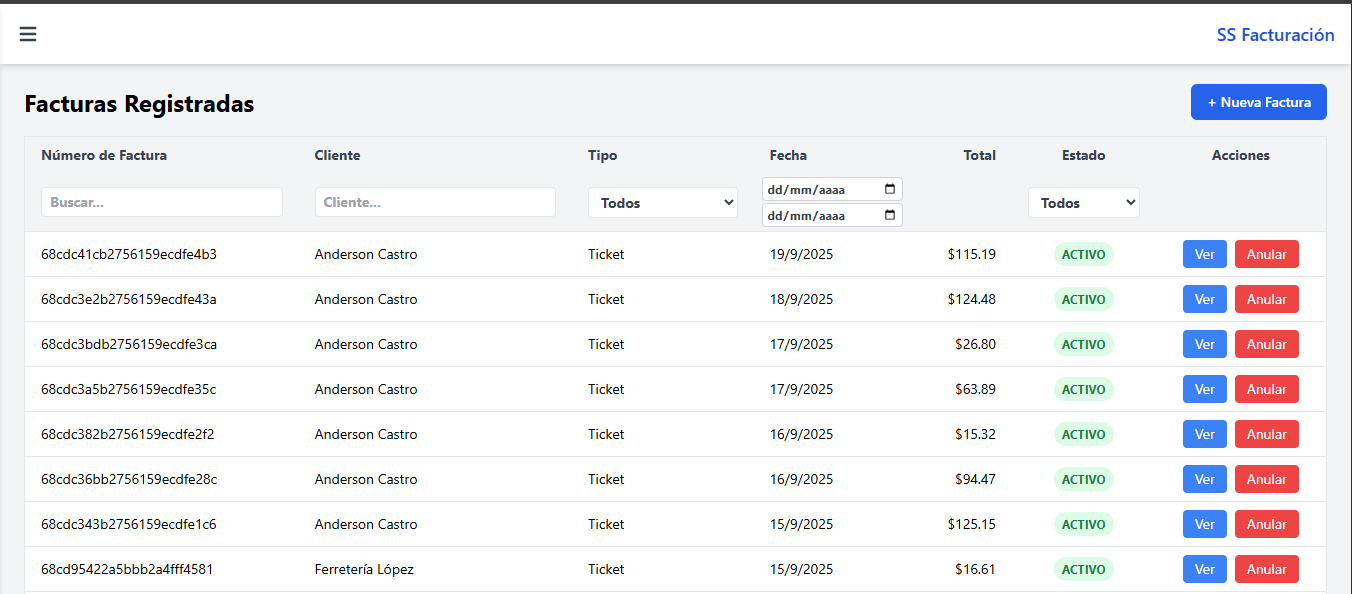 SS Facturación
Facturas Registradas
+ Nueva Factura
Número de Factura Cliente Tipo Fecha Total Estado Acciones
Buscar... Cliente... Todos dd/mm/aaaa Todos
dd/mm/aaaa
68cdc41cb2756159ecdfe4b3 Anderson Castro Ticket 19/9/2025 $115.19 ACTIVO Ver Anular
68cdc3e2b2756159ecdfe43a Anderson Castro Ticket 18/9/2025 $124.48 ACTIVO Ver Anular
68cdc3bdb2756159ecdfe3ca Anderson Castro Ticket 17/9/2025 $26.80 ACTIVO Ver Anular
68cdc3a5b2756159ecdfe35c Anderson Castro Ticket 17/9/2025 $63.89 ACTIVO Ver Anular
68cdc382b2756159ecdfe2f2 Anderson Castro Ticket 16/9/2025 $15.32 ACTIVO Ver Anular
68cdc36bb2756159ecdfe28c Anderson Castro Ticket 16/9/2025 $94.47 ACTIVO Ver Anular
68cdc343b2756159ecdfe1c6 Anderson Castro Ticket 15/9/2025 $125.15 ACTIVO Ver Anular
68cd95422a5bbb2a4fff4581 Ferretería López Ticket 15/9/2025 $16.61 ACTIVO Ver Anular